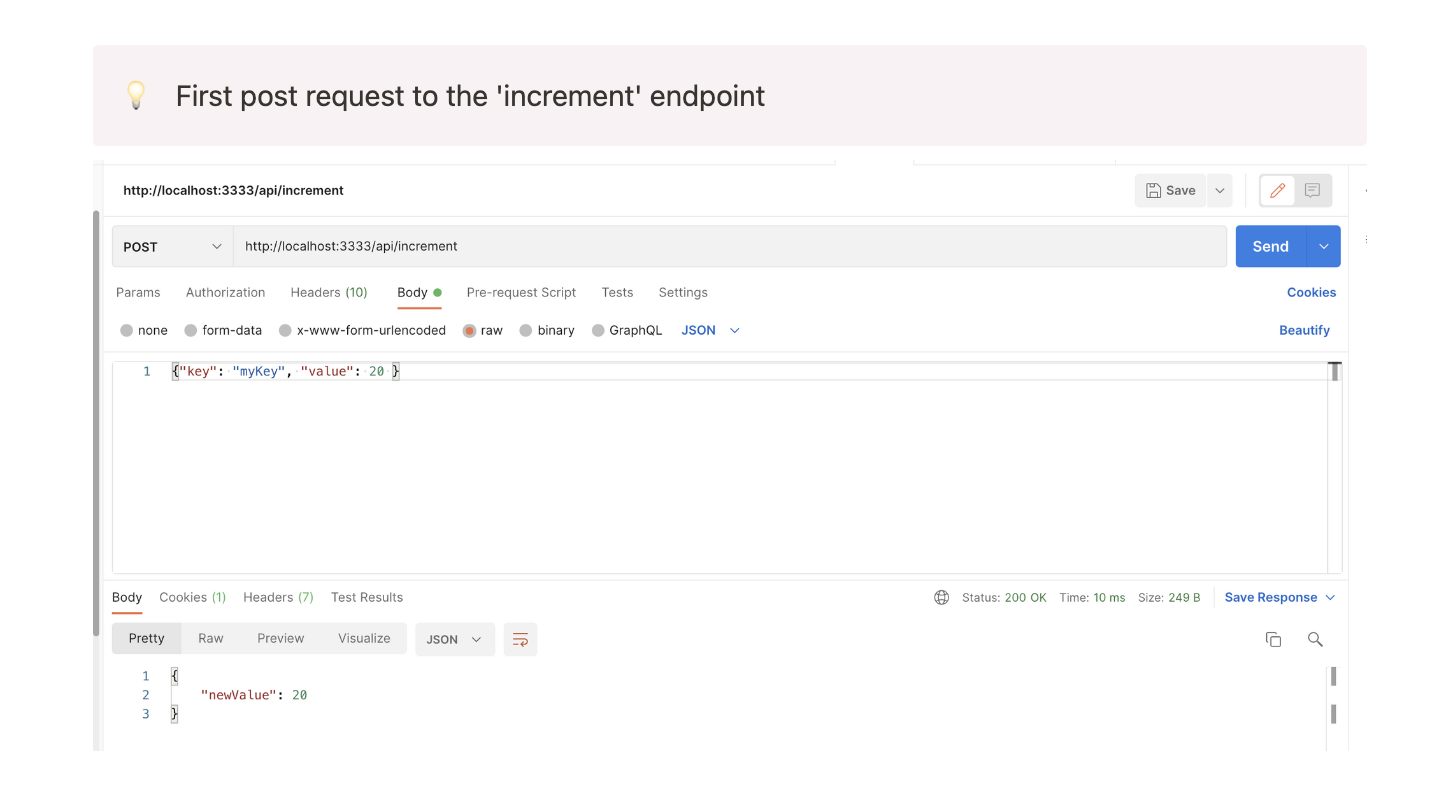 First post request to the 'increment' endpoint
http://localhost:3333/api/increment
Save
POST http://localhost:3333/api/increment Send
Params Authorization Headers (10) Body Pre-request Script Tests Settings Cookies
none form-data x-www-form-urlencoded raw binary GraphQL JSON Beautify
1 {"key": "myKey", "value": 20 }
Body Cookies (1) Headers (7) Test Results Status: 200 OK Time: 10 ms Size: 249 B Save Response
Pretty Raw Preview Visualize JSON
1 {
2 "newValue": 20
3 }